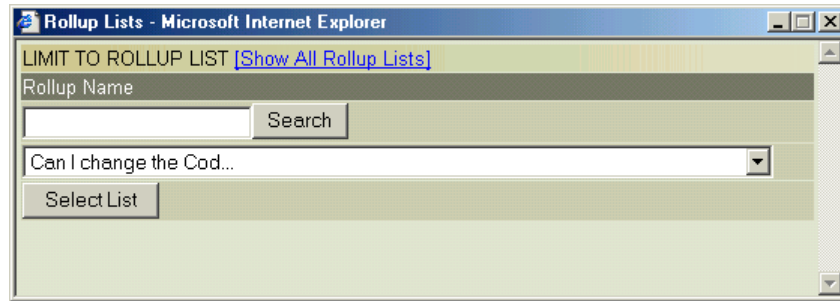 Rollup Lists - Microsoft Internet Explorer
LIMIT TO ROLLUP LIST [Show All Rollup Lists]
Rollup Name
Search
Can I change the Cod...
Select List